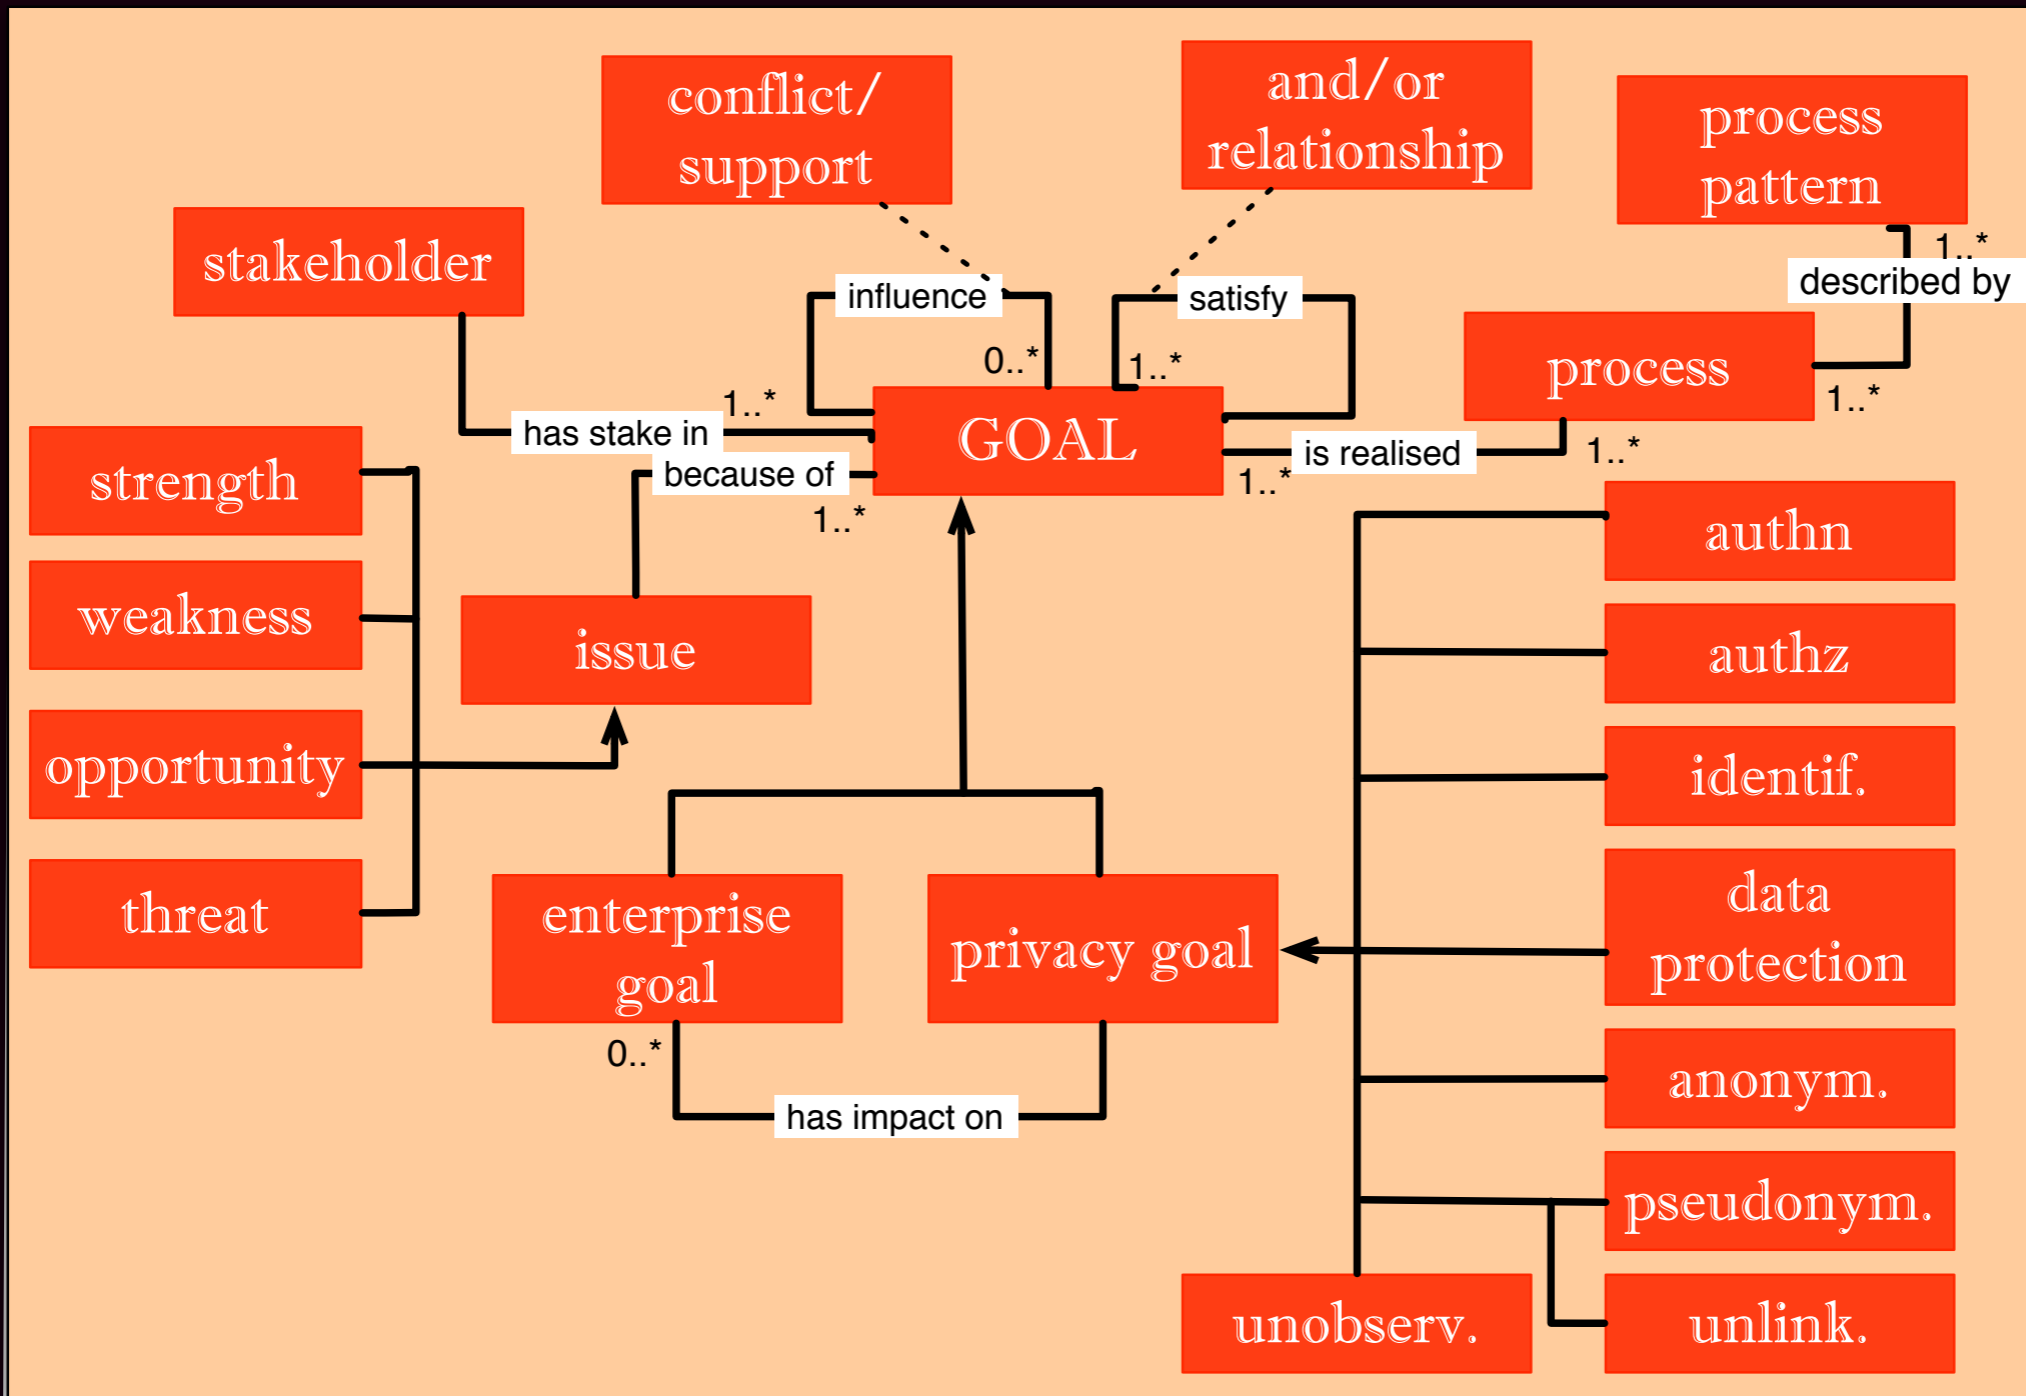 conflict/
support
and/or
relationship
process
pattern
stakeholder
1..*
described by
influence
satisfy
0..*
1..*
process
1..*
1..*
has stake in
GOAL
is realised
1..*
1..*
because of
1..*
strength
weakness
opportunity
threat
issue
authn
authz
identif.
data
protection
enterprise
goal
privacy goal
0..*
has impact on
anonym.
pseudonym.
unobserv.
unlink.